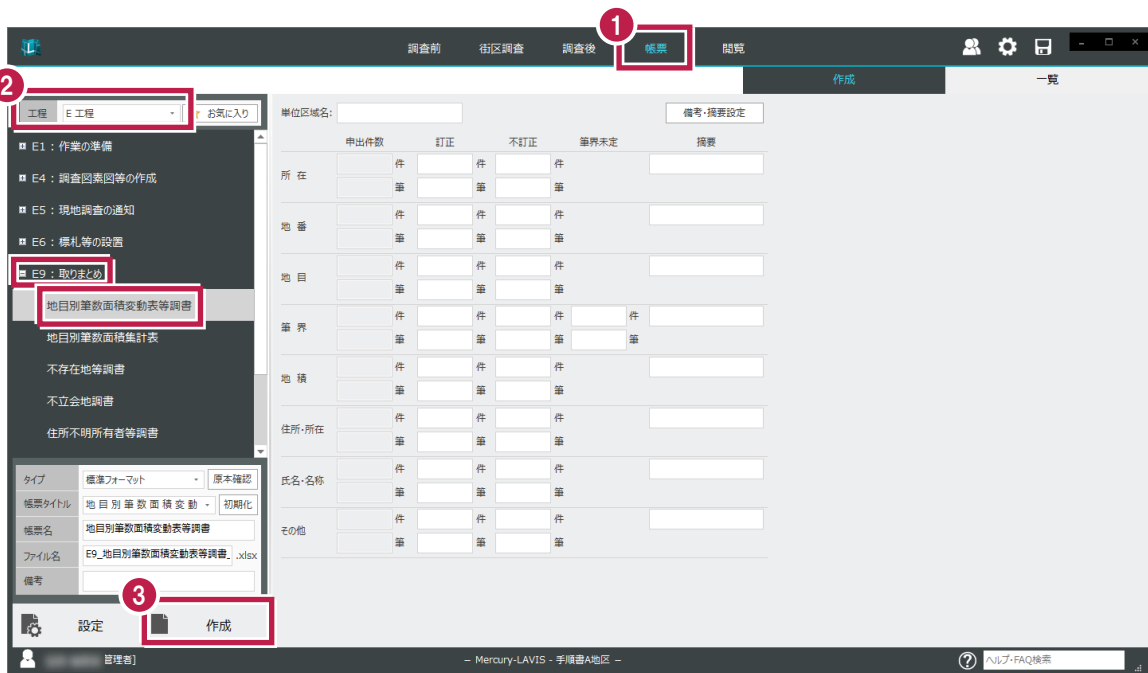 1
調査前 街区調査 調査後 帳票 閲覧
作成 一覧
2
工程 E 工程 お気に入り
E1：作業の準備
E4：調査図素図等の作成
E5：現地調査の通知
E6：標札等の設置
E9：取りまとめ
地目別筆数面積変動表等調書
地目別筆数面積集計表
不存在地等調書
不立会地調書
住所不明所有者等調書
タイプ 標準フォーマット 原本確認
帳票タイトル 地目別筆数面積変動 初期化
帳票名 地目別筆数面積変動表等調書
ファイル名 E9_地目別筆数面積変動表等調書_ .xlsx
備考
3
設定 作成
単位区域名： 備考・摘要設定
申出件数 訂正 不訂正 筆界未定 摘要
所 在 件 件 件
筆 筆 筆
地 番 件 件 件
筆 筆 筆
地 目 件 件 件
筆 筆 筆
筆 界 件 件 件 件
筆 筆 筆 筆
地 積 件 件 件
筆 筆 筆
住所・所在 件 件 件
筆 筆 筆
氏名・名称 件 件 件
筆 筆 筆
その他 件 件 件
筆 筆 筆
管理者] － Mercury-LAVIS - 手順書A地区 － ヘルプ・FAQ検索